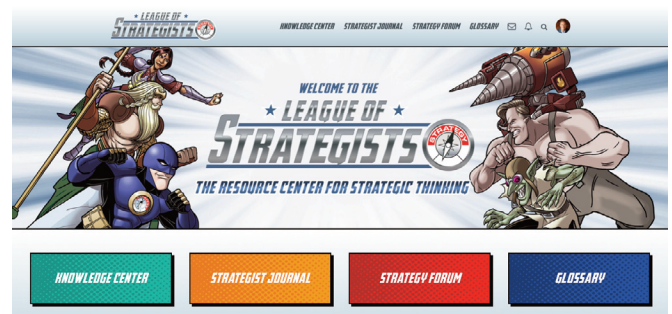 LEAGUE OF
STRATEGISTS
KNOWLEDGE CENTER STRATEGIST JOURNAL STRATEGY FORUM GLOSSARY
WELCOME TO THE
LEAGUE OF
STRATEGISTS
STRATEGY
THE RESOURCE CENTER FOR STRATEGIC THINKING
KNOWLEDGE CENTER
STRATEGIST JOURNAL
STRATEGY FORUM
GLOSSARY